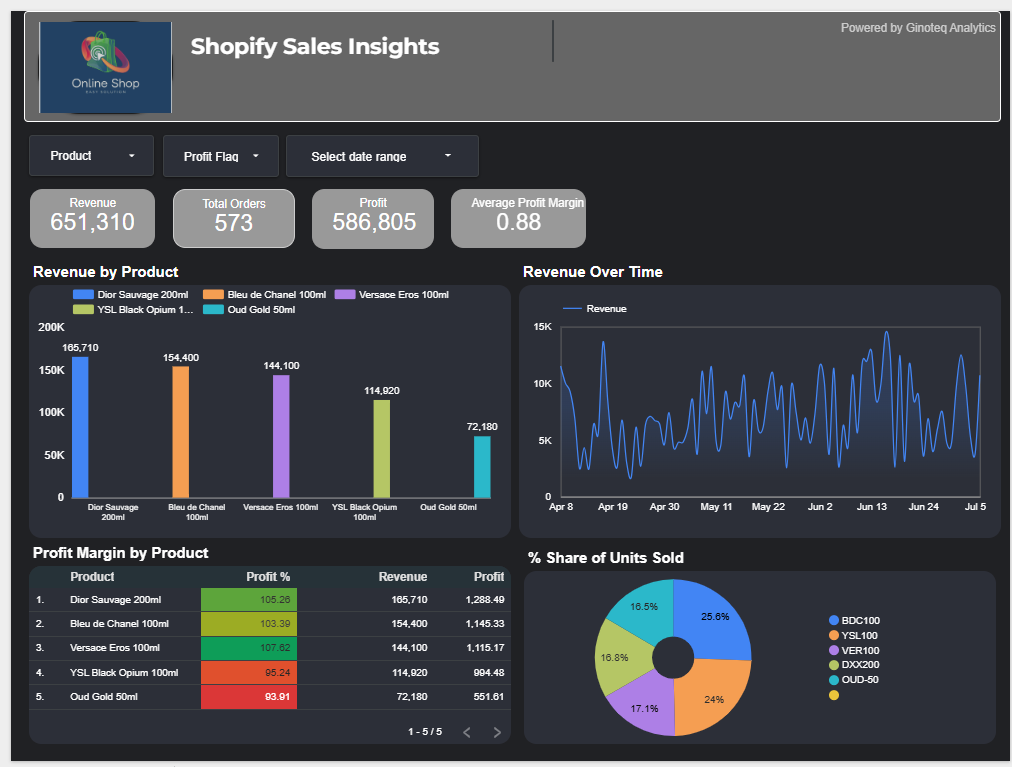 Shopify Sales Insights
Powered by Ginoteq Analytics
Online Shop
Product
Profit Flag
Select date range
Revenue
651,310
Total Orders
573
Profit
586,805
Average Profit Margin
0.88
Revenue by Product
Dior Sauvage 200ml Bleu de Chanel 100ml Versace Eros 100ml
YSL Black Opium 1... Oud Gold 50ml
200K
150K
100K
50K
0
165,710
154,400
144,100
114,920
72,180
Dior Sauvage
200ml
Bleu de Chanel
100ml
Versace Eros 100ml
YSL Black Opium
100ml
Oud Gold 50ml
Revenue Over Time
Revenue
15K
10K
5K
0
Apr 8 Apr 19 Apr 30 May 11 May 22 Jun 2 Jun 13 Jun 24 Jul 5
Profit Margin by Product
Product Profit % Revenue Profit
1. Dior Sauvage 200ml 105.26 165,710 1,288.49
2. Bleu de Chanel 100ml 103.39 154,400 1,145.33
3. Versace Eros 100ml 107.62 144,100 1,115.17
4. YSL Black Opium 100ml 95.24 114,920 994.48
5. Oud Gold 50ml 93.91 72,180 551.61
1 - 5 / 5
% Share of Units Sold
25.6%
24%
17.1%
16.8%
16.5%
BDC100
YSL100
VER100
DXX200
OUD-50